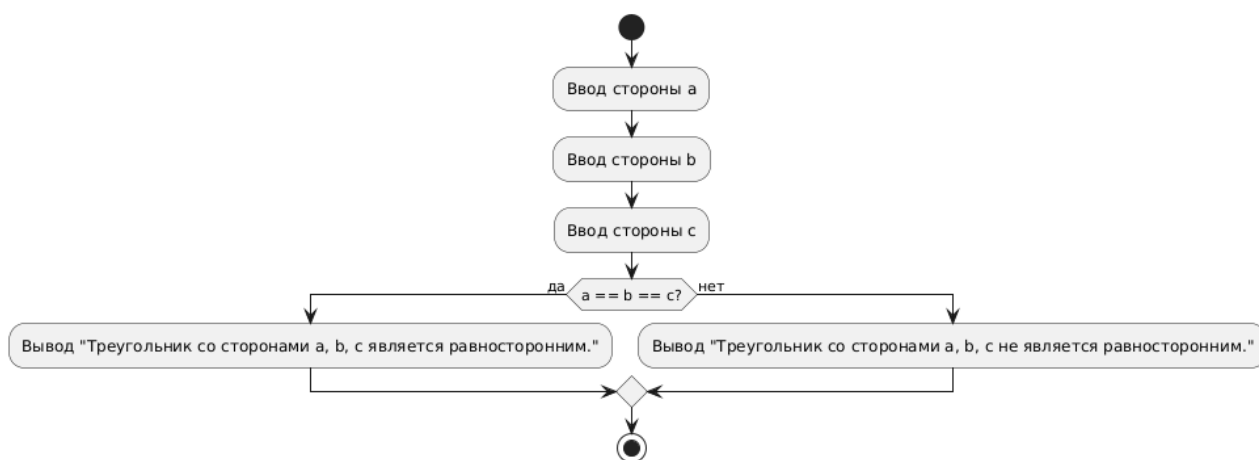 Ввод стороны a
Ввод стороны b
Ввод стороны c
да
a == b == c?
нет
Вывод "Треугольник со сторонами a, b, c является равносторонним."
Вывод "Треугольник со сторонами a, b, c не является равносторонним."